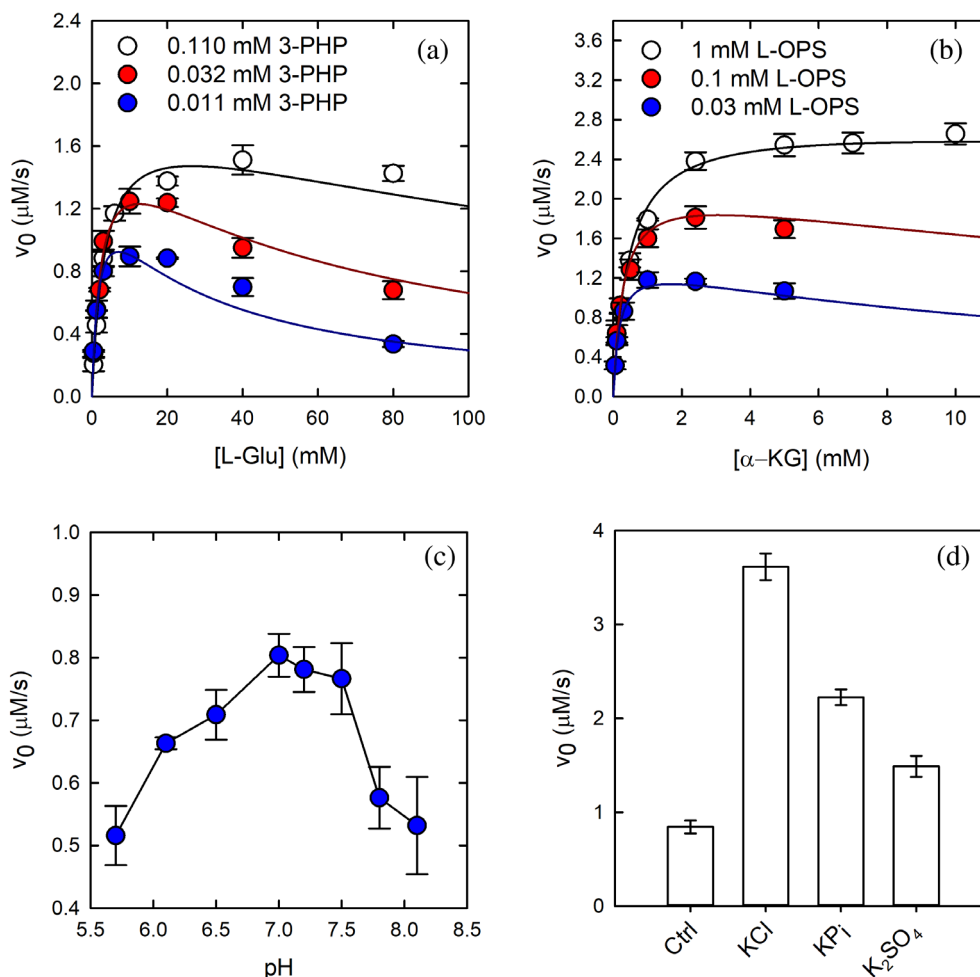 (a)
0.110 mM 3-PHP
0.032 mM 3-PHP
0.011 mM 3-PHP
v0 (μM/s)
2.4
2.0
1.6
1.2
0.8
0.4
0.0
0 20 40 60 80 100
[L-Glu] (mM)
(b)
1 mM L-OPS
0.1 mM L-OPS
0.03 mM L-OPS
v0 (μM/s)
3.6
3.2
2.8
2.4
2.0
1.6
1.2
0.8
0.4
0.0
0 2 4 6 8 10
[α–KG] (mM)
(c)
v0 (μM/s)
1.0
0.9
0.8
0.7
0.6
0.5
0.4
5.5 6.0 6.5 7.0 7.5 8.0 8.5
pH
(d)
v0 (μM/s)
4
3
2
1
0
Ctrl KCl KPi K2SO4